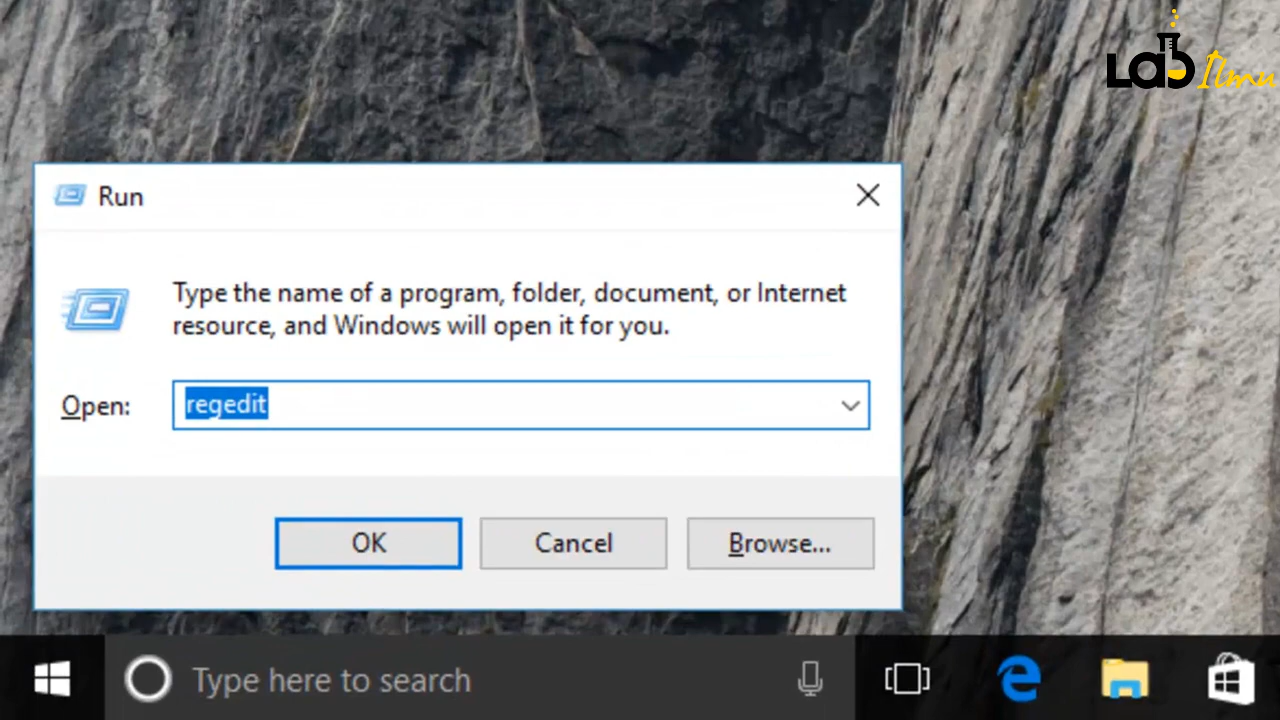 Lab Ilmu
Run
Type the name of a program, folder, document, or Internet
resource, and Windows will open it for you.
Open:
regedit
OK
Cancel
Browse...
Type here to search